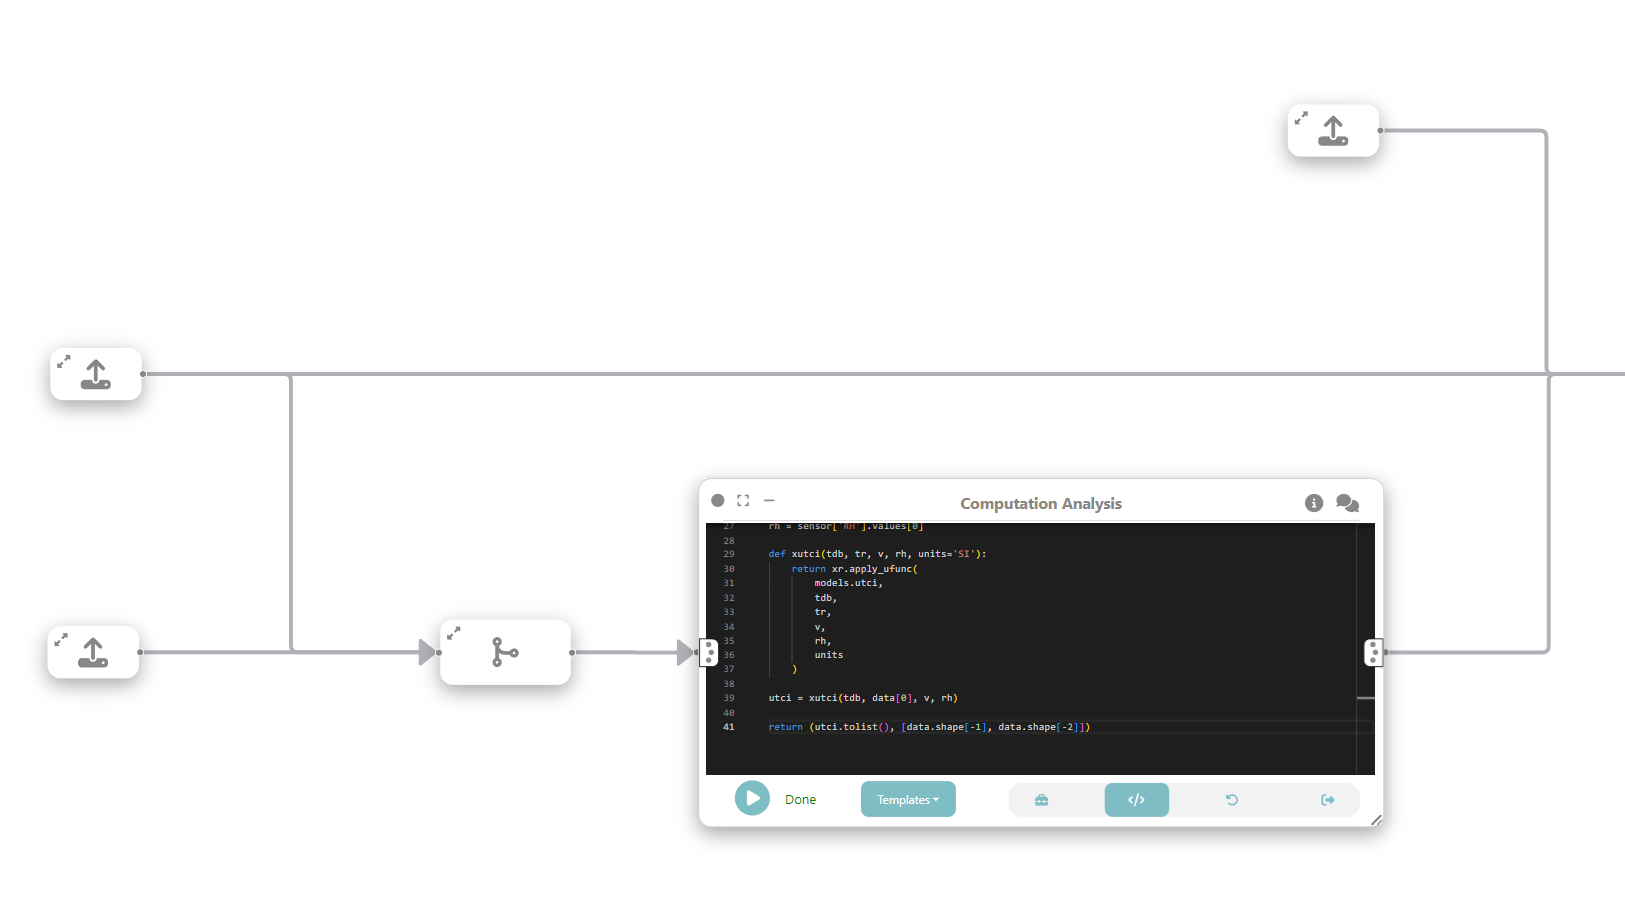 Computation Analysis
27 rh = sensor['RH'].values[0]
28
29 def xutci(tdb, tr, v, rh, units='SI'):
30 return xr.apply_ufunc(
31 models.utci,
32 tdb,
33 tr,
34 v,
35 rh,
36 units
37 )
38
39 utci = xutci(tdb, data[0], v, rh)
40
41 return (utci.tolist(), [data.shape[-1], data.shape[-2]])
Done
Templates